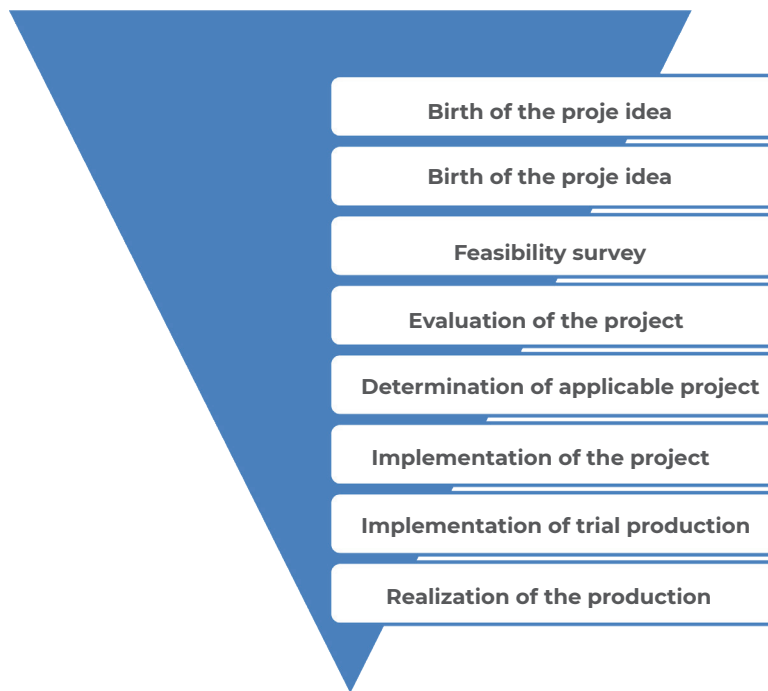 Birth of the proje idea
Birth of the proje idea
Feasibility survey
Evaluation of the project
Determination of applicable project
Implementation of the project
Implementation of trial production
Realization of the production